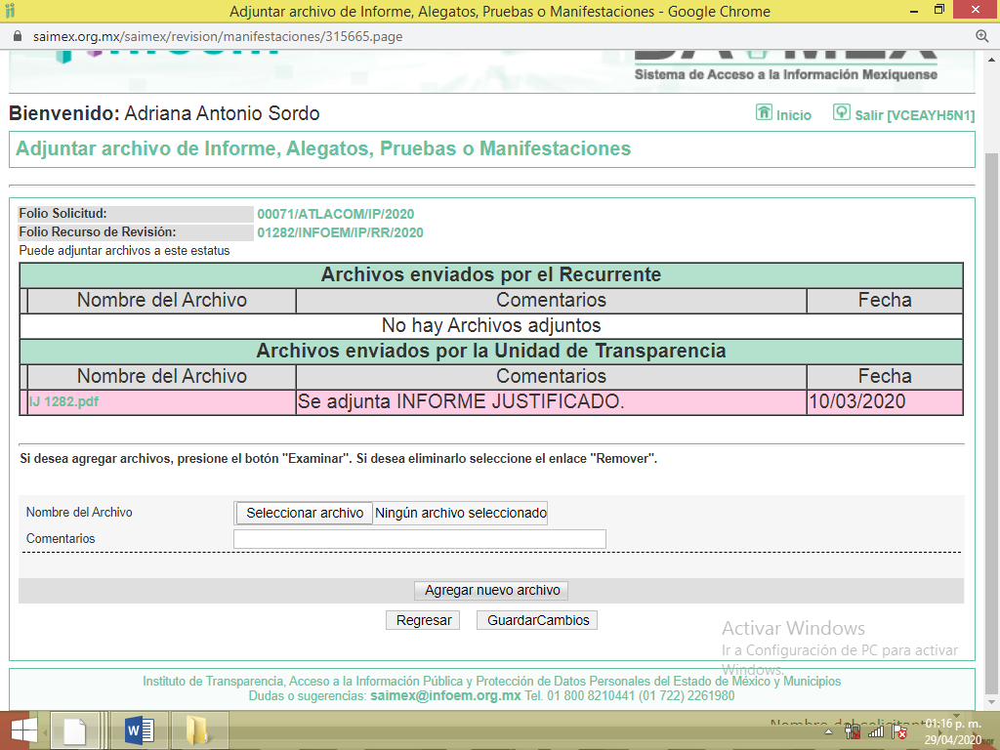 Adjuntar archivo de Informe, Alegatos, Pruebas o Manifestaciones - Google Chrome
saimex.org.mx/saimex/revision/manifestaciones/315665.page
Sistema de Acceso a la Información Mexiquense
Bienvenido: Adriana Antonio Sordo
Inicio Salir [VCEAYH5N1]
Adjuntar archivo de Informe, Alegatos, Pruebas o Manifestaciones
Folio Solicitud: 00071/ATLACOM/IP/2020
Folio Recurso de Revisión: 01282/INFOEM/IP/RR/2020
Puede adjuntar archivos a este estatus
Archivos enviados por el Recurrente
Nombre del Archivo Comentarios Fecha
No hay Archivos adjuntos
Archivos enviados por la Unidad de Transparencia
Nombre del Archivo Comentarios Fecha
IJ 1282.pdf Se adjunta INFORME JUSTIFICADO. 10/03/2020
Si desea agregar archivos, presione el botón "Examinar". Si desea eliminarlo seleccione el enlace "Remover".
Nombre del Archivo Seleccionar archivo Ningún archivo seleccionado
Comentarios
Agregar nuevo archivo
Regresar GuardarCambios
Activar Windows
Ir a Configuración de PC para activar
Windows.
Instituto de Transparencia, Acceso a la Información Pública y Protección de Datos Personales del Estado de México y Municipios
Dudas o sugerencias: saimex@infoem.org.mx Tel. 01 800 8210441 (01 722) 2261980
01:16 p. m.
29/04/2020